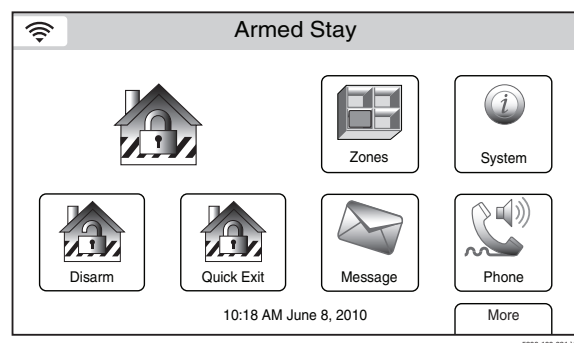 Armed Stay
Zones
System
Disarm
Quick Exit
Message
Phone
10:18 AM June 8, 2010
More